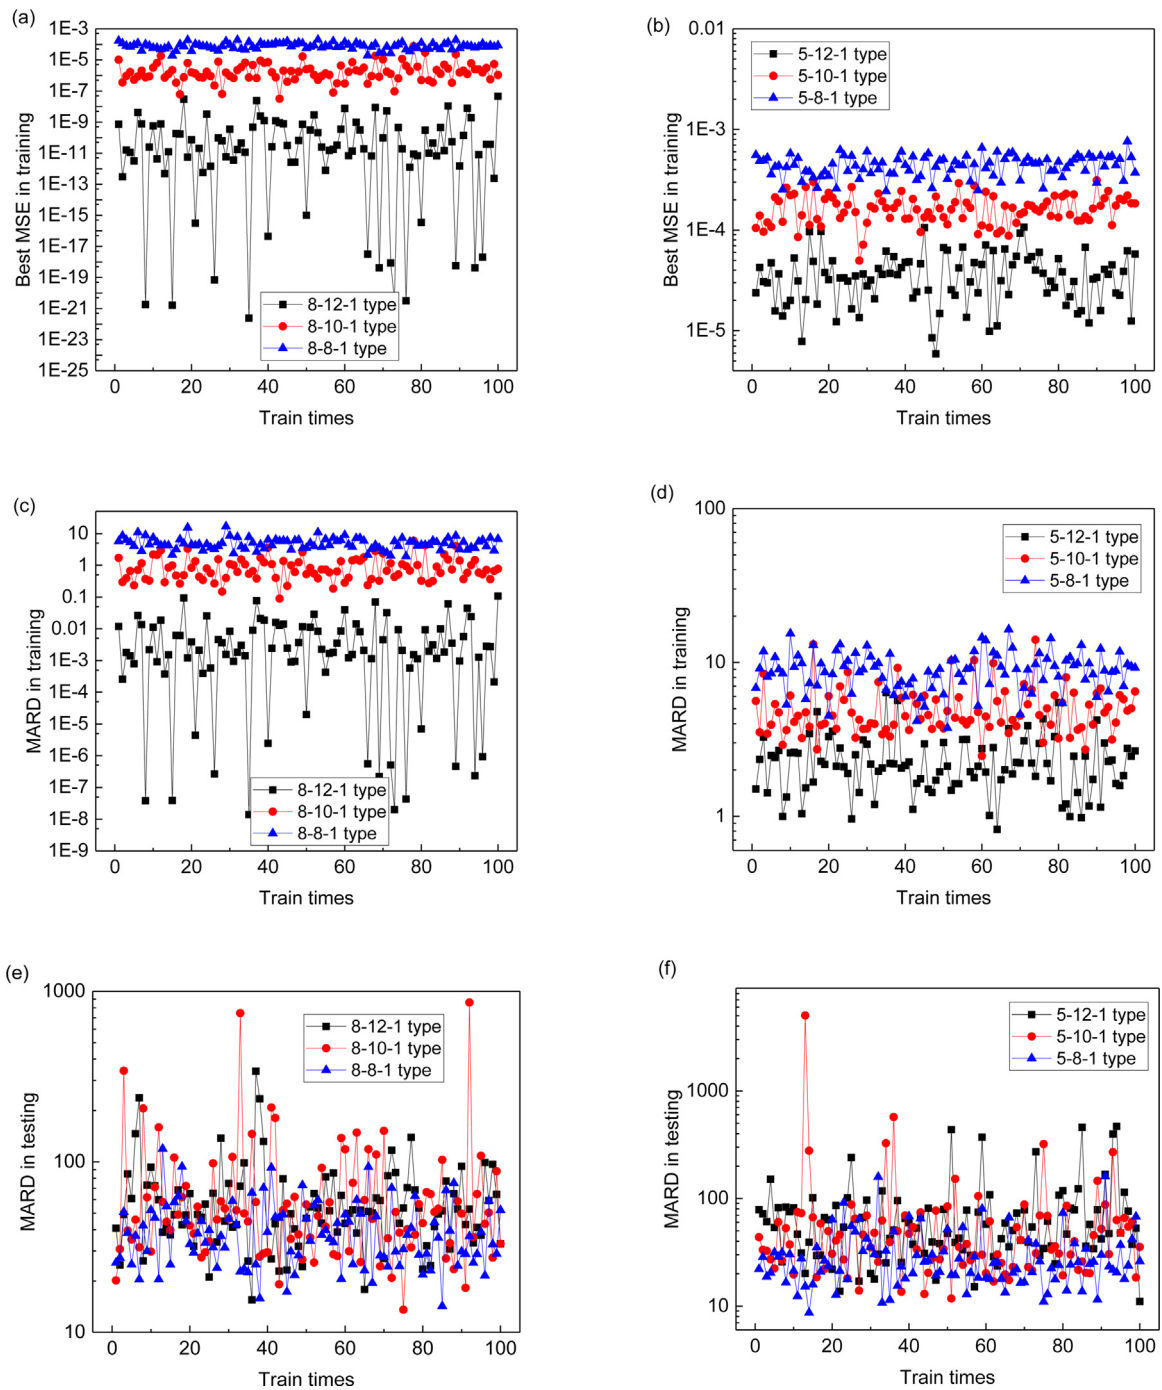 (a)
1E-3
1E-5
1E-7
1E-9
1E-11
1E-13
1E-15
1E-17
1E-19
1E-21
1E-23
1E-25
Best MSE in training
8-12-1 type
8-10-1 type
8-8-1 type
0 20 40 60 80 100
Train times
(b)
0.01
1E-3
1E-4
1E-5
Best MSE in training
5-12-1 type
5-10-1 type
5-8-1 type
0 20 40 60 80 100
Train times
(c)
10
1
0.1
0.01
1E-3
1E-4
1E-5
1E-6
1E-7
1E-8
1E-9
MARD in training
8-12-1 type
8-10-1 type
8-8-1 type
0 20 40 60 80 100
Train times
(d)
100
10
1
MARD in training
5-12-1 type
5-10-1 type
5-8-1 type
0 20 40 60 80 100
Train times
(e)
1000
100
10
MARD in testing
8-12-1 type
8-10-1 type
8-8-1 type
0 20 40 60 80 100
Train times
(f)
1000
100
10
MARD in testing
5-12-1 type
5-10-1 type
5-8-1 type
0 20 40 60 80 100
Train times